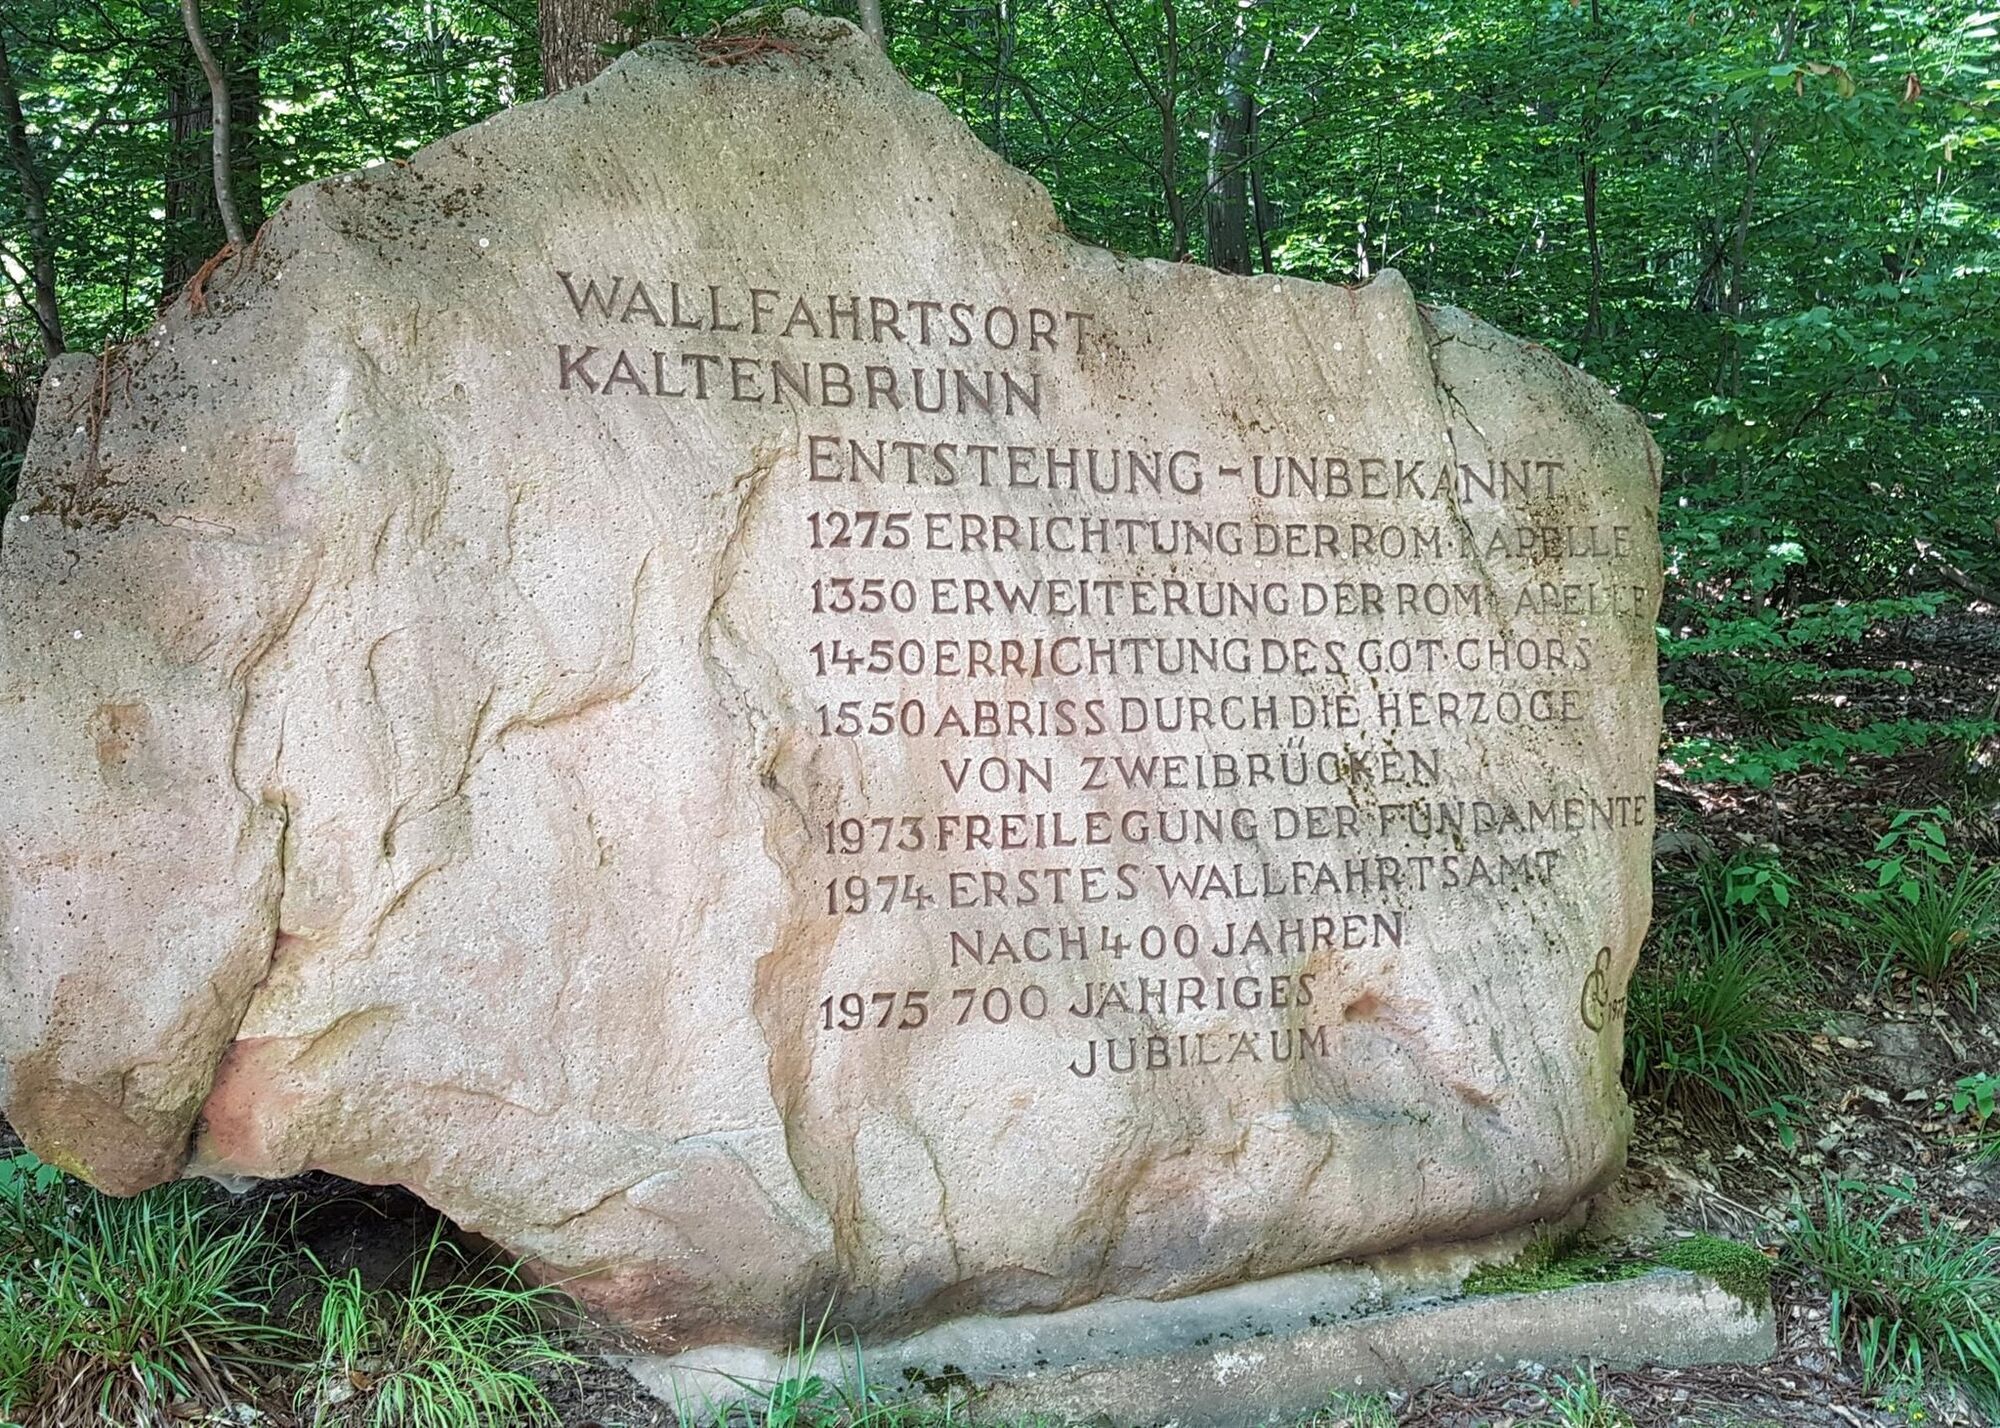 WALLFAHRTSORT
KALTENBRUNN
ENTSTEHUNG - UNBEKANNT
1275 ERRICHTUNG DER ROM. KAPELLE
1350 ERWEITERUNG DER ROM. KAPELLE
1450 ERRICHTUNG DES GOT. CHORS
1550 ABRISS DURCH DIE HERZÖGE
VON ZWEIBRÜCKEN
1973 FREILEGUNG DER FUNDAMENTE
1974 ERSTES WALLFAHRTSAMT
NACH 400 JAHREN
1975 700 JÄHRIGES
JUBILÄUM